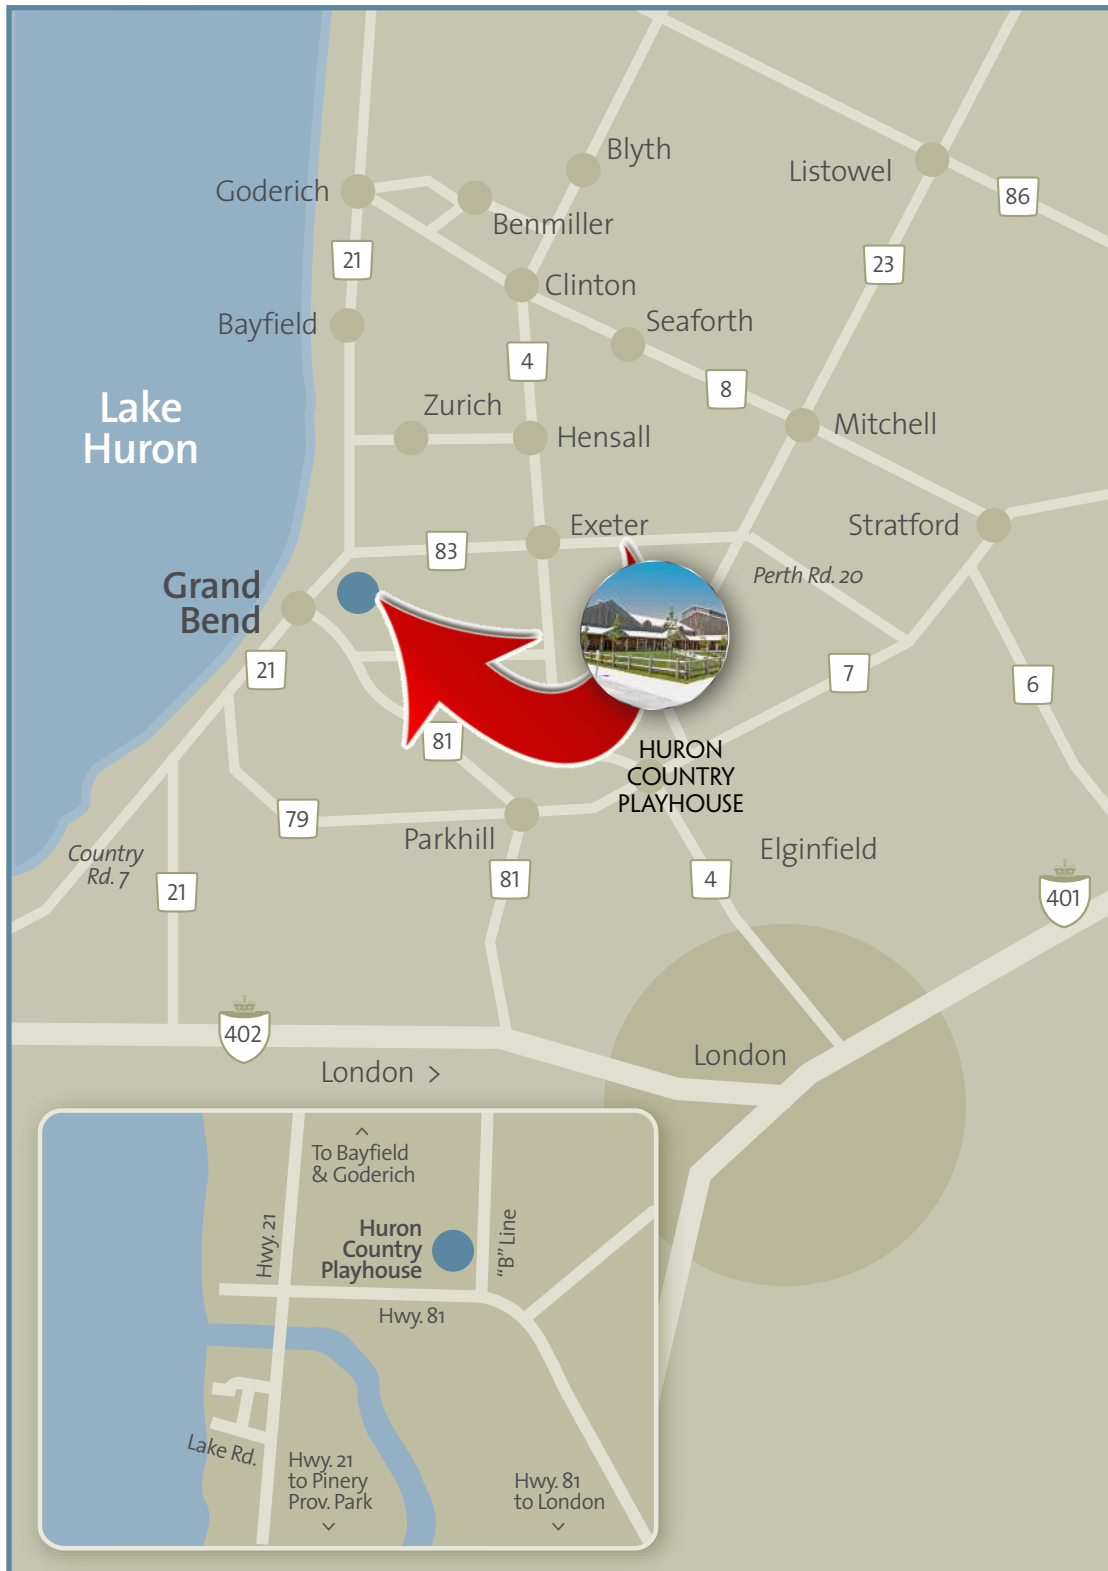 Blyth
Listowel
86
Goderich
Benmiller
21
23
Clinton
Bayfield
Seaforth
4
8
Lake
Huron
Zurich
Hensall
Mitchell
Exeter
Stratford
83
Perth Rd. 20
Grand
Bend
21
7
6
81
HURON
COUNTRY
PLAYHOUSE
79
Parkhill
Elginfield
Country
Rd. 7
21
81
4
401
402
London
London >
To Bayfield
& Goderich
Hwy. 21
Huron
Country
Playhouse
"B" Line
Hwy. 81
Lake Rd.
Hwy. 21
to Pinery
Prov. Park
Hwy. 81
to London